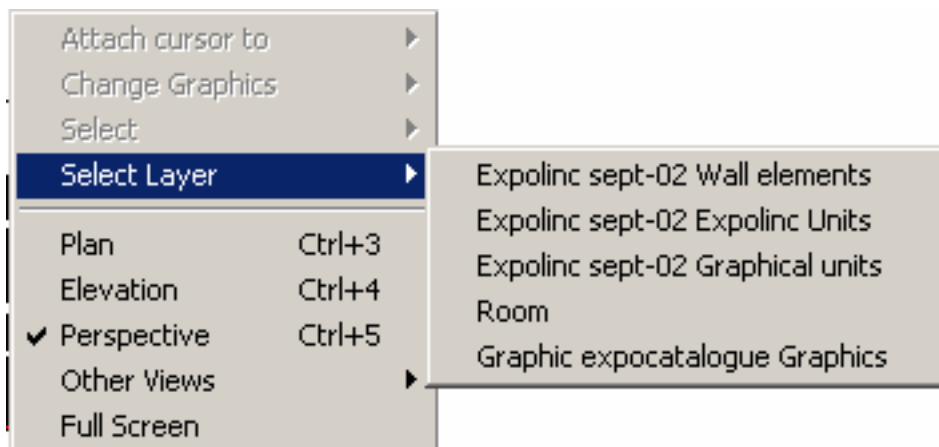 Attach cursor to
Change Graphics
Select
Select Layer
Plan Ctrl+3
Elevation Ctrl+4
Perspective Ctrl+5
Other Views
Full Screen
Expolinc sept-02 Wall elements
Expolinc sept-02 Expolinc Units
Expolinc sept-02 Graphical units
Room
Graphic expocatalogue Graphics